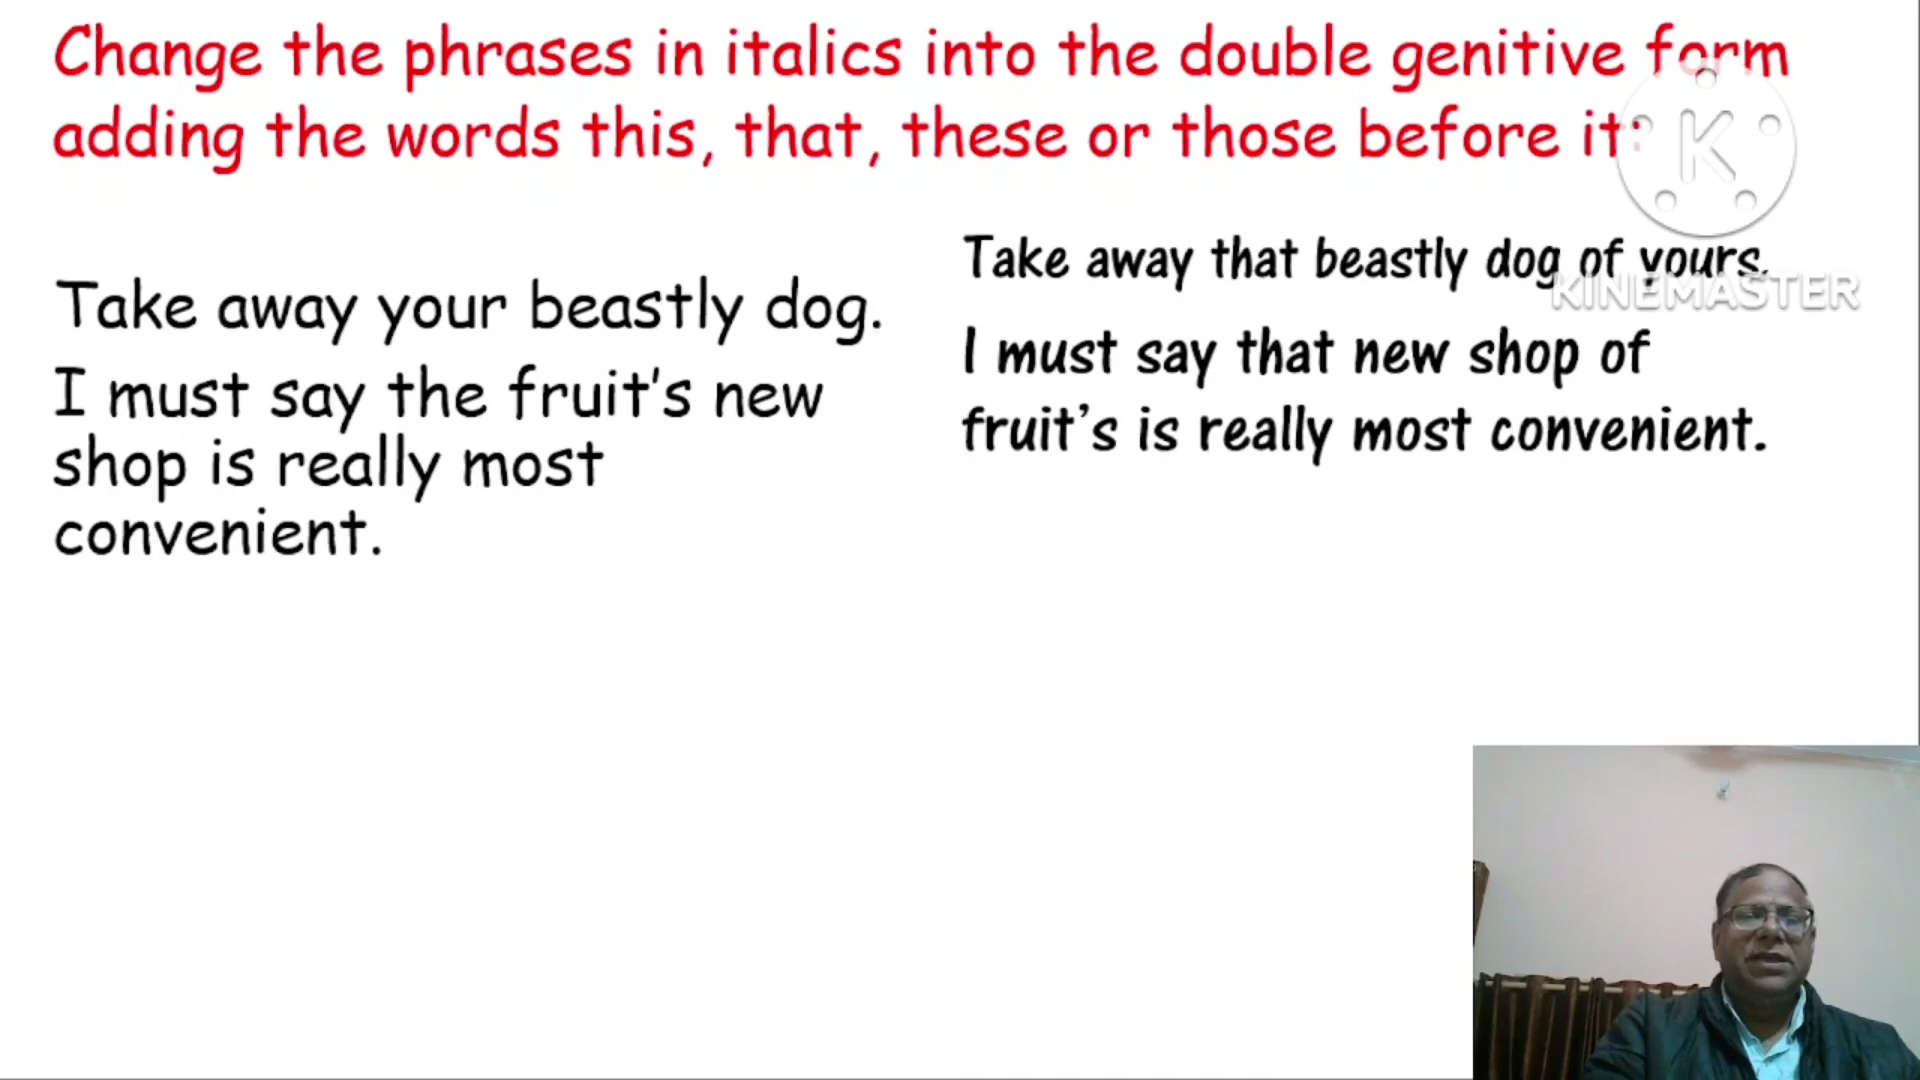 Change the phrases in italics into the double genitive form
adding the words this, that, these or those before it:
Take away your beastly dog.
I must say the fruit's new
shop is really most
convenient.
Take away that beastly dog of yours.
I must say that new shop of
fruit's is really most convenient.
K
KINEMASTER